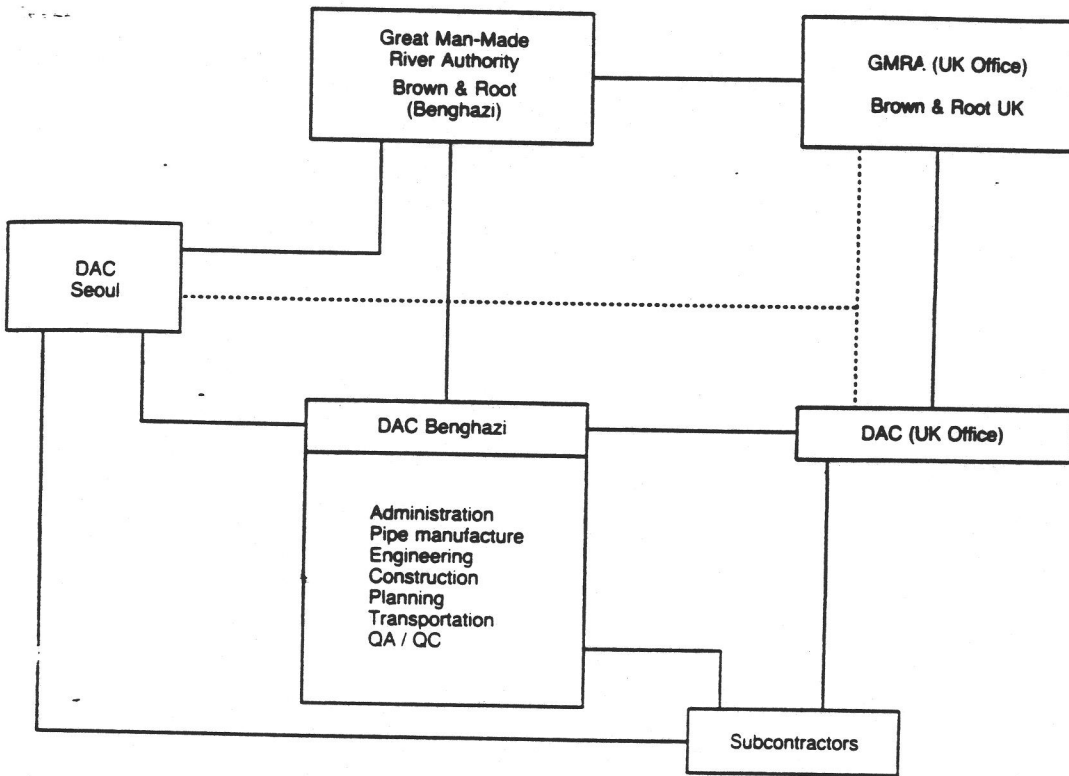 Great Man-Made
River Authority
Brown & Root
(Benghazi)
GMRA (UK Office)
Brown & Root UK
DAC
Seoul
DAC Benghazi
DAC (UK Office)
Administration
Pipe manufacture
Engineering
Construction
Planning
Transportation
QA / QC
Subcontractors